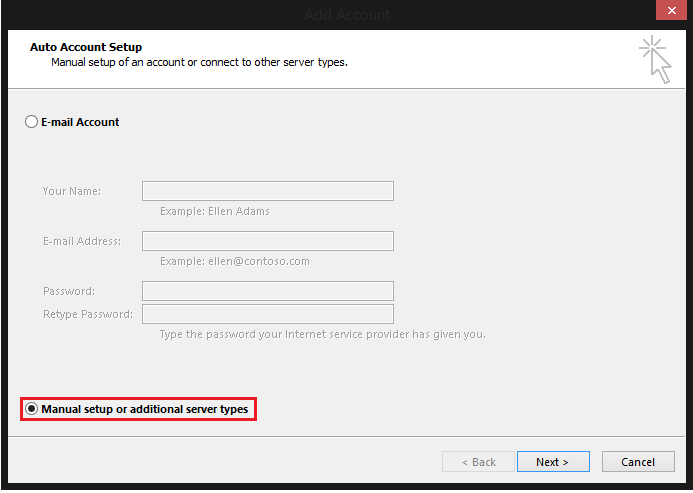 Add Account
Auto Account Setup
Manual setup of an account or connect to other server types.
E-mail Account
Your Name:
Example: Ellen Adams
E-mail Address:
Example: ellen@contoso.com
Password:
Retype Password:
Type the password your Internet service provider has given you.
Manual setup or additional server types
< Back Next > Cancel